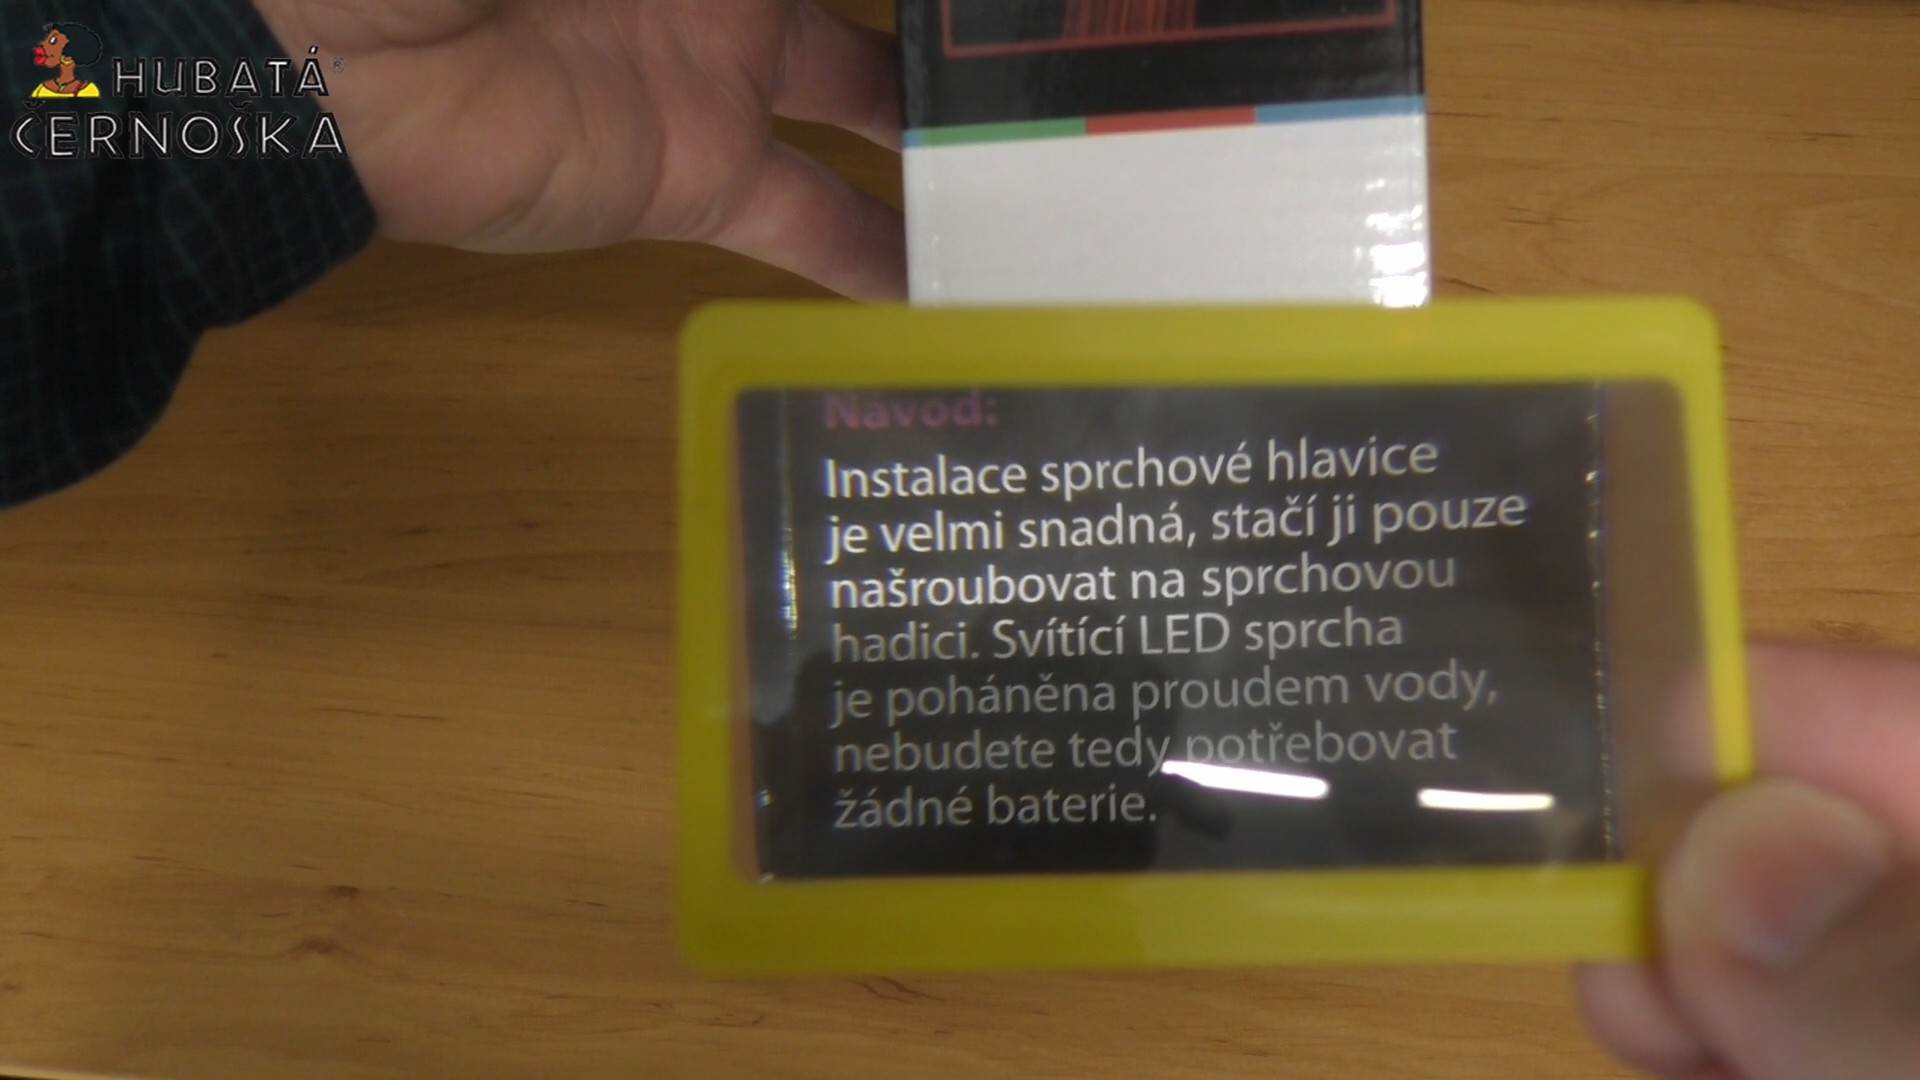 HUBATÁ®
ČERNOŠKA
Návod:
Instalace sprchové hlavice
je velmi snadná, stačí ji pouze
našroubovat na sprchovou
hadici. Svítící LED sprcha
je poháněna proudem vody,
nebudete tedy potřebovat
žádné baterie.